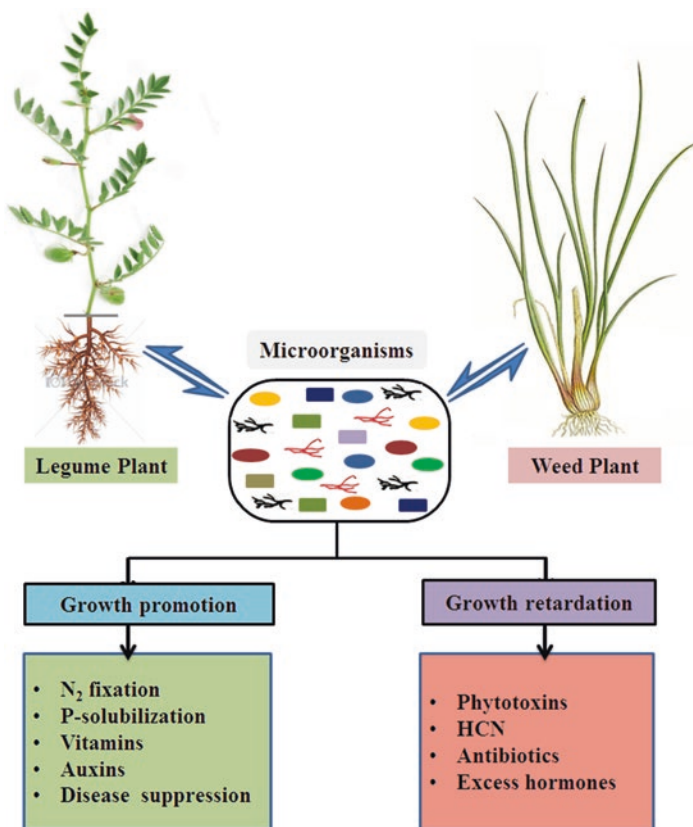 Microorganisms
Legume Plant
Weed Plant
Growth promotion
Growth retardation
• N₂ fixation
• P-solubilization
• Vitamins
• Auxins
• Disease suppression
• Phytotoxins
• HCN
• Antibiotics
• Excess hormones